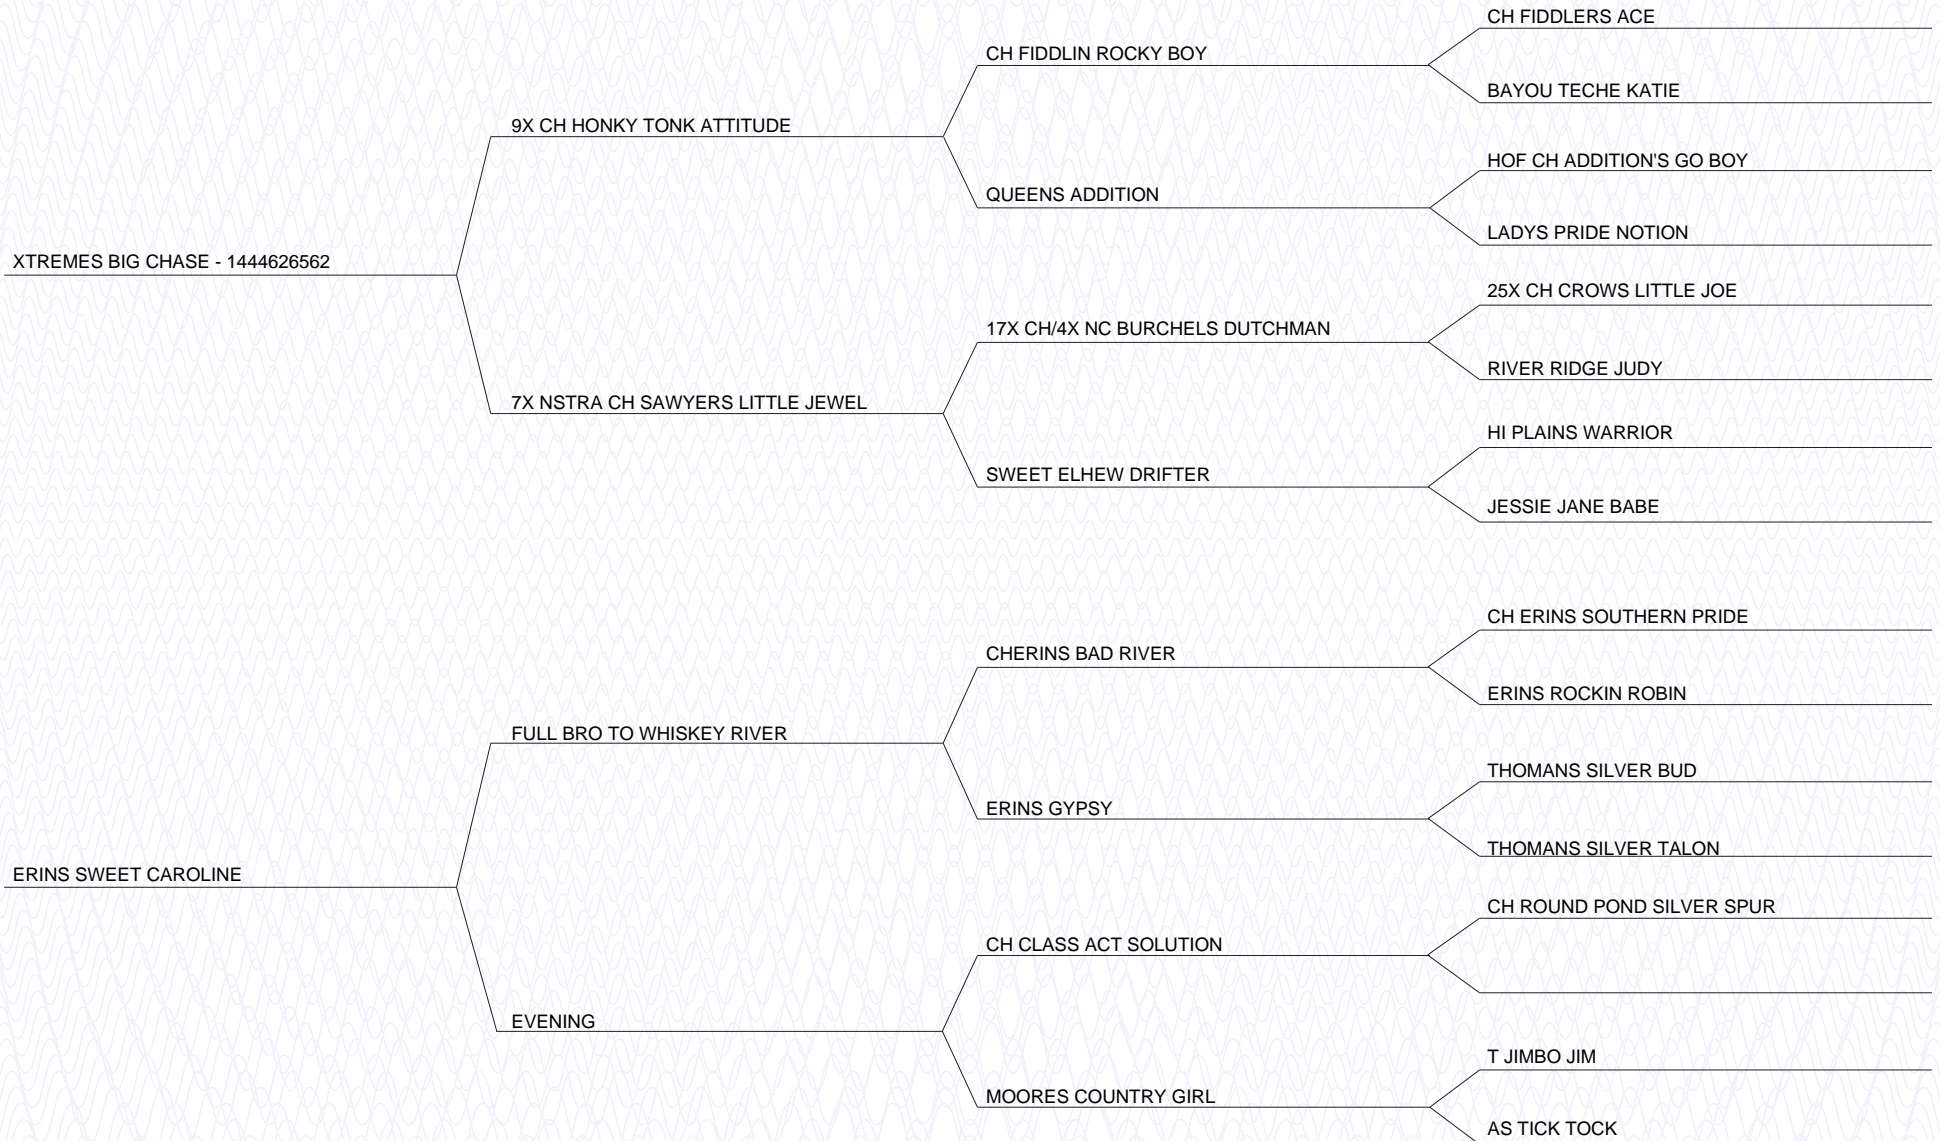 CH FIDDLERS ACE
CH FIDDLIN ROCKY BOY
BAYOU TECHE KATIE
9X CH HONKY TONK ATTITUDE
HOF CH ADDITION'S GO BOY
QUEENS ADDITION
LADYS PRIDE NOTION
XTREMES BIG CHASE - 1444626562
25X CH CROWS LITTLE JOE
17X CH/4X NC BURCHELS DUTCHMAN
RIVER RIDGE JUDY
7X NSTRA CH SAWYERS LITTLE JEWEL
HI PLAINS WARRIOR
SWEET ELHEW DRIFTER
JESSIE JANE BABE
CH ERINS SOUTHERN PRIDE
CHERINS BAD RIVER
ERINS ROCKIN ROBIN
FULL BRO TO WHISKEY RIVER
THOMANS SILVER BUD
ERINS GYPSY
THOMANS SILVER TALON
ERINS SWEET CAROLINE
CH ROUND POND SILVER SPUR
CH CLASS ACT SOLUTION
EVENING
T JIMBO JIM
MOORES COUNTRY GIRL
AS TICK TOCK